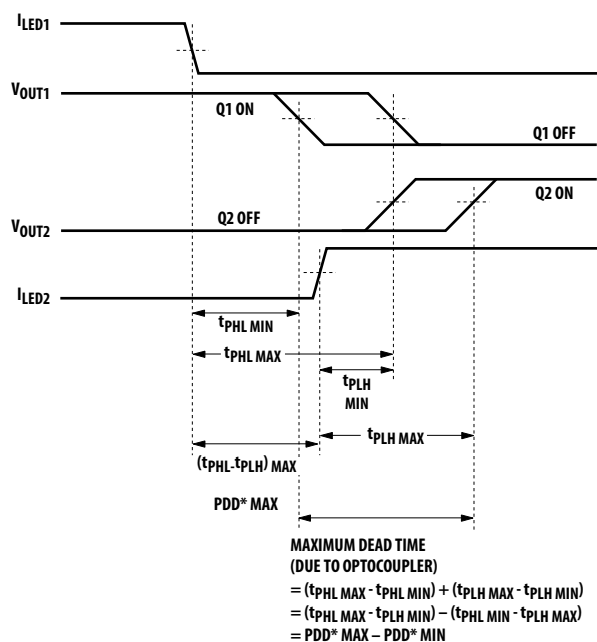 ILED1
VOUT1
Q1 ON
Q1 OFF
Q2 OFF
Q2 ON
VOUT2
ILED2
tPHL MIN
tPHL MAX
tPLH
MIN
tPLH MAX
(tPHL-tPLH) MAX
PDD* MAX
MAXIMUM DEAD TIME
(DUE TO OPTOCOUPLER)
= (tPHL MAX - tPHL MIN) + (tPLH MAX - tPLH MIN)
= (tPHL MAX - tPLH MIN) – (tPHL MIN - tPLH MAX)
= PDD* MAX – PDD* MIN